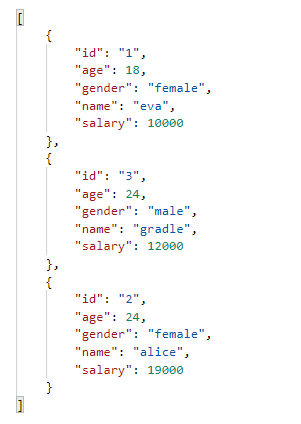 [
    {
        "id": "1",
        "age": 18,
        "gender": "female",
        "name": "eva",
        "salary": 10000
    },
    {
        "id": "3",
        "age": 24,
        "gender": "male",
        "name": "gradle",
        "salary": 12000
    },
    {
        "id": "2",
        "age": 24,
        "gender": "female",
        "name": "alice",
        "salary": 19000
    }
]